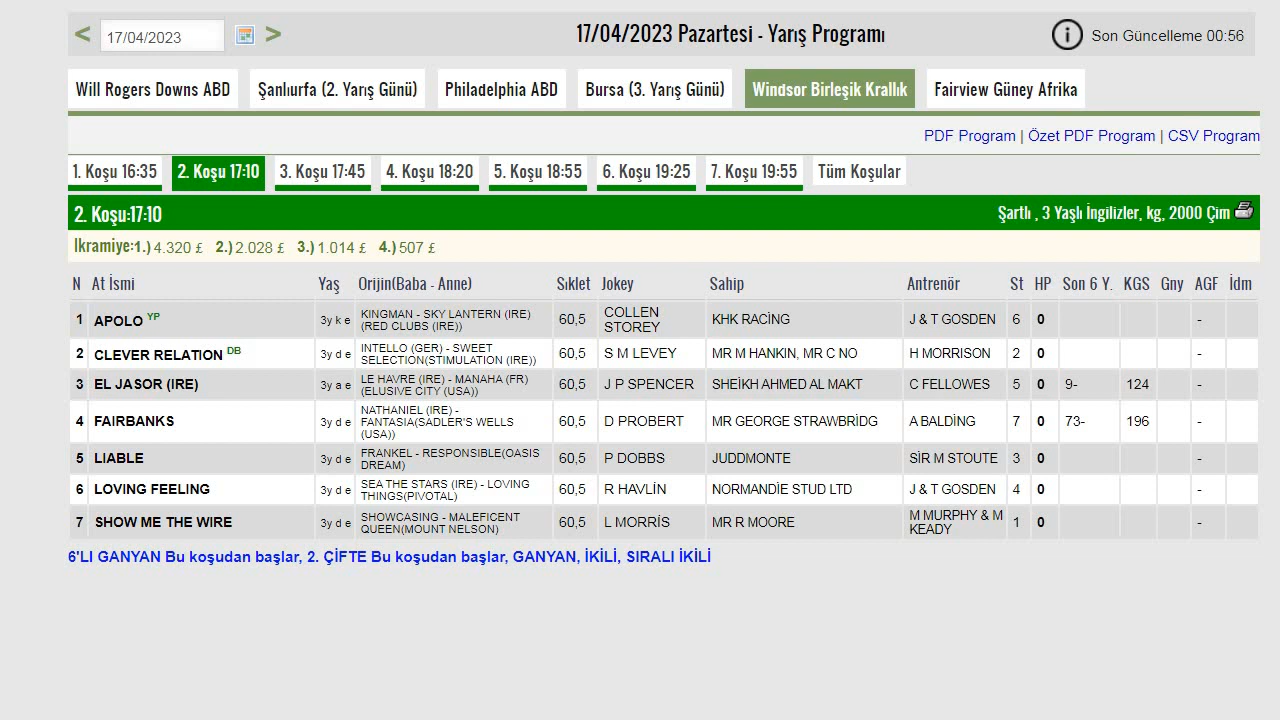 < 17/04/2023 >
17/04/2023 Pazartesi - Yarış Programı
Son Güncelleme 00:56
Will Rogers Downs ABD Şanlıurfa (2. Yarış Günü) Philadelphia ABD Bursa (3. Yarış Günü) Windsor Birleşik Krallık Fairview Güney Afrika
PDF Program | Özet PDF Program | CSV Program
1. Koşu 16:35 2. Koşu 17:10 3. Koşu 17:45 4. Koşu 18:20 5. Koşu 18:55 6. Koşu 19:25 7. Koşu 19:55 Tüm Koşular
2. Koşu:17:10 Şartlı , 3 Yaşlı İngilizler, kg, 2000 Çim
Ikramiye:1.) 4.320 £ 2.) 2.028 £ 3.) 1.014 £ 4.) 507 £
N At İsmi Yaş Orijin(Baba - Anne) Sıklet Jokey Sahip Antrenör St HP Son 6 Y. KGS Gny AGF İdm
1 APOLO YP 3y k e KINGMAN - SKY LANTERN (IRE) (RED CLUBS (IRE)) 60,5 COLLEN STOREY KHK RACİNG J & T GOSDEN 6 0 -
2 CLEVER RELATION DB 3y d e INTELLO (GER) - SWEET SELECTION(STIMULATION (IRE)) 60,5 S M LEVEY MR M HANKIN, MR C NO H MORRISON 2 0 -
3 EL JASOR (IRE) 3y a e LE HAVRE (IRE) - MANAHA (FR) (ELUSIVE CITY (USA)) 60,5 J P SPENCER SHEİKH AHMED AL MAKT C FELLOWES 5 0 9- 124 -
4 FAIRBANKS 3y d e NATHANIEL (IRE) - FANTASIA(SADLER'S WELLS (USA)) 60,5 D PROBERT MR GEORGE STRAWBRİDG A BALDİNG 7 0 73- 196 -
5 LIABLE 3y d e FRANKEL - RESPONSIBLE(OASIS DREAM) 60,5 P DOBBS JUDDMONTE SİR M STOUTE 3 0 -
6 LOVING FEELING 3y d e SEA THE STARS (IRE) - LOVING THINGS(PIVOTAL) 60,5 R HAVLİN NORMANDİE STUD LTD J & T GOSDEN 4 0 -
7 SHOW ME THE WIRE 3y d e SHOWCASING - MALEFICENT QUEEN(MOUNT NELSON) 60,5 L MORRİS MR R MOORE M MURPHY & M KEADY 1 0 -
6'LI GANYAN Bu koşudan başlar, 2. ÇİFTE Bu koşudan başlar, GANYAN, İKİLİ, SIRALI İKİLİ